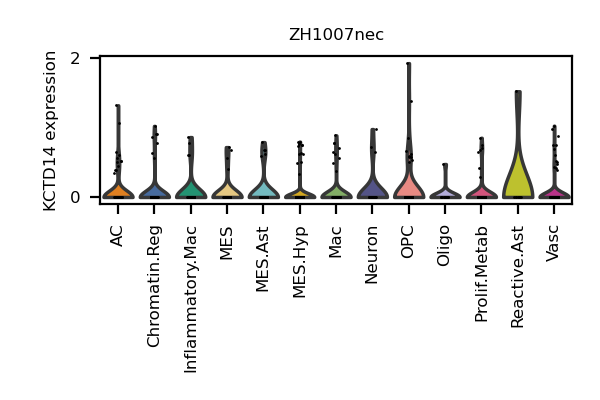 ZH1007nec
KCTD14 expression
2
0
AC
Chromatin.Reg
Inflammatory.Mac
MES
MES.Ast
MES.Hyp
Mac
Neuron
OPC
Oligo
Prolif.Metab
Reactive.Ast
Vasc